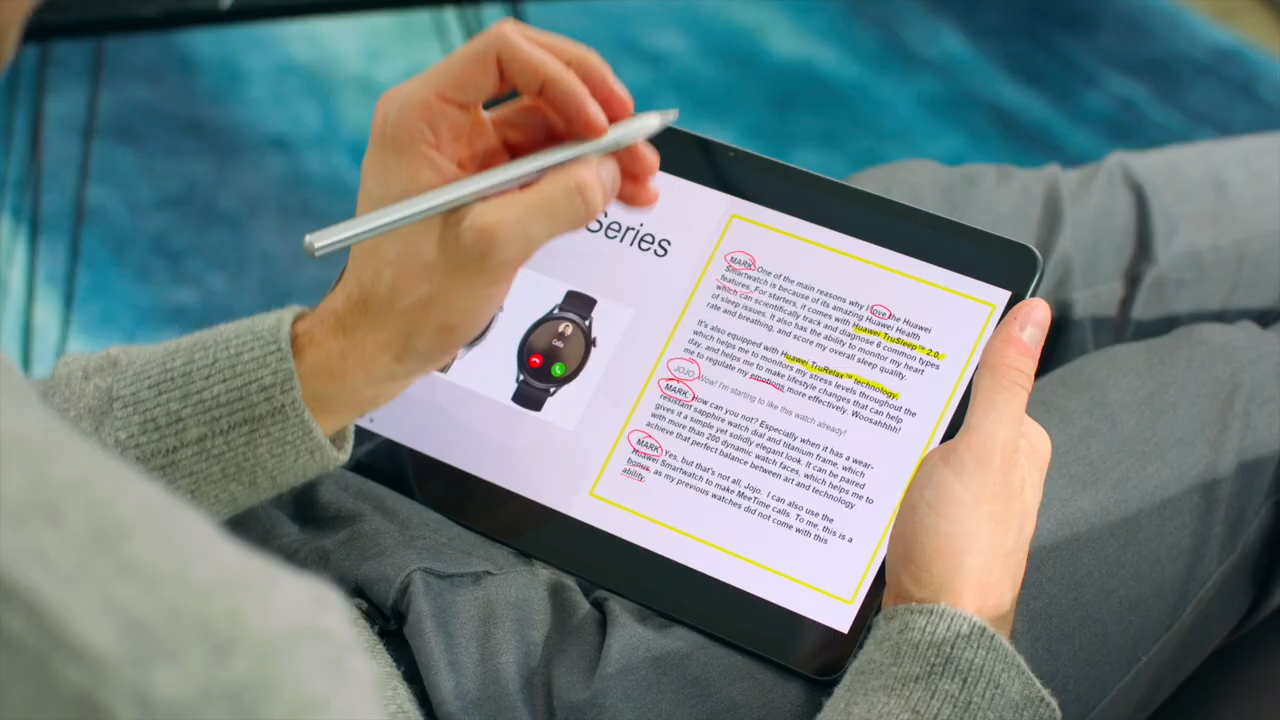 Series
Calls
MARK: One of the main reasons why I love the Huawei
Smartwatch is because of its amazing Huawei Health
features. For starters, it comes with Huawei TruSleep™ 2.0,
which can scientifically track and diagnose 6 common types
of sleep issues. It also has the ability to monitor my heart
rate and breathing, and score my overall sleep quality.
It's also equipped with Huawei TruRelax™ technology,
which helps me to monitors my stress levels throughout the
day, and helps me to make lifestyle changes that can help
me to regulate my emotions more effectively. Woosahhhh!
JOJO: Wow! I'm starting to like this watch already!
MARK: How can you not? Especially when it has a wear-
resistant sapphire watch dial and titanium frame, which
gives it a simple yet solidly elegant look. It can be paired
with more than 200 dynamic watch faces, which helps me to
achieve that perfect balance between art and technology
MARK: Yes, but that's not all, Jojo. I can also use the
Huawei Smartwatch to make MeeTime calls. To me, this is a
bonus, as my previous watches did not come with this
ability.